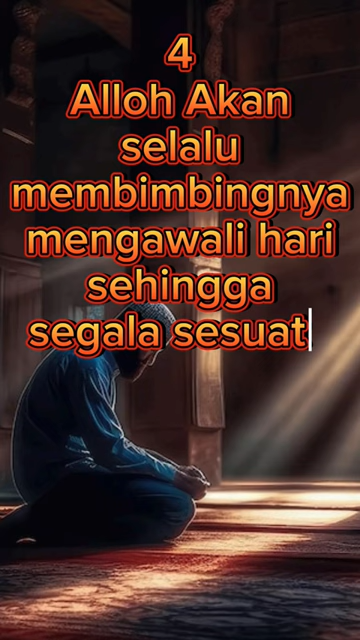 4
Alloh Akan
selalu
membimbingnya
mengawali hari
sehingga
segala sesuat